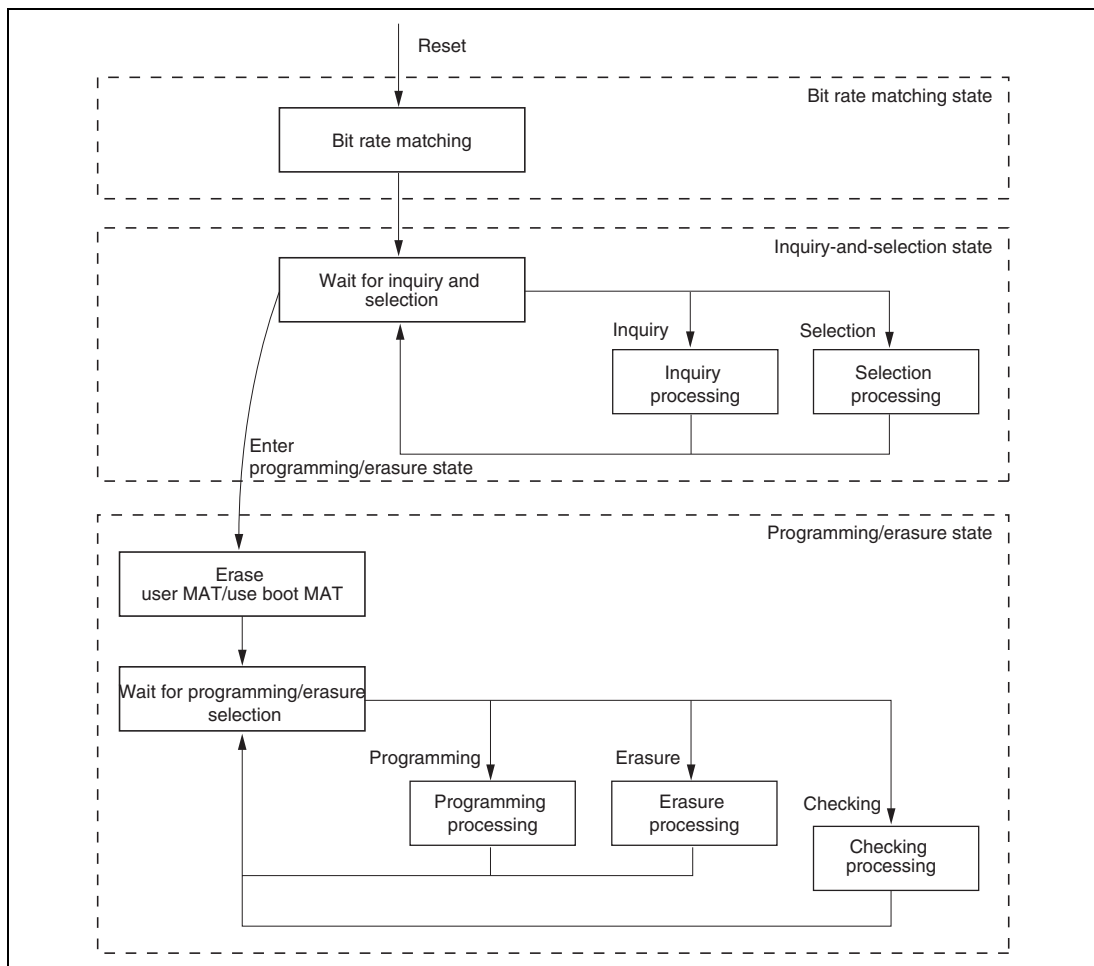 Reset
Bit rate matching state
Bit rate matching
Inquiry-and-selection state
Wait for inquiry and
selection
Inquiry
Selection
Inquiry
processing
Selection
processing
Enter
programming/erasure state
Programming/erasure state
Erase
user MAT/use boot MAT
Wait for programming/erasure
selection
Programming
Erasure
Checking
Programming
processing
Erasure
processing
Checking
processing